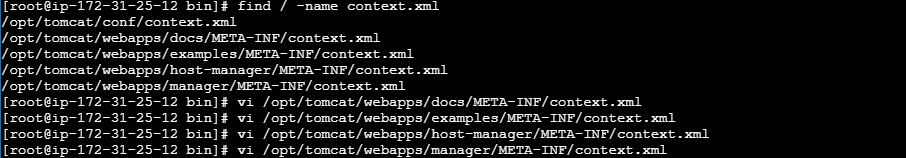 [root@ip-172-31-25-12 bin]# find / -name context.xml
/opt/tomcat/conf/context.xml
/opt/tomcat/webapps/docs/META-INF/context.xml
/opt/tomcat/webapps/examples/META-INF/context.xml
/opt/tomcat/webapps/host-manager/META-INF/context.xml
/opt/tomcat/webapps/manager/META-INF/context.xml
[root@ip-172-31-25-12 bin]# vi /opt/tomcat/webapps/docs/META-INF/context.xml
[root@ip-172-31-25-12 bin]# vi /opt/tomcat/webapps/examples/META-INF/context.xml
[root@ip-172-31-25-12 bin]# vi /opt/tomcat/webapps/host-manager/META-INF/context.xml
[root@ip-172-31-25-12 bin]# vi /opt/tomcat/webapps/manager/META-INF/context.xml